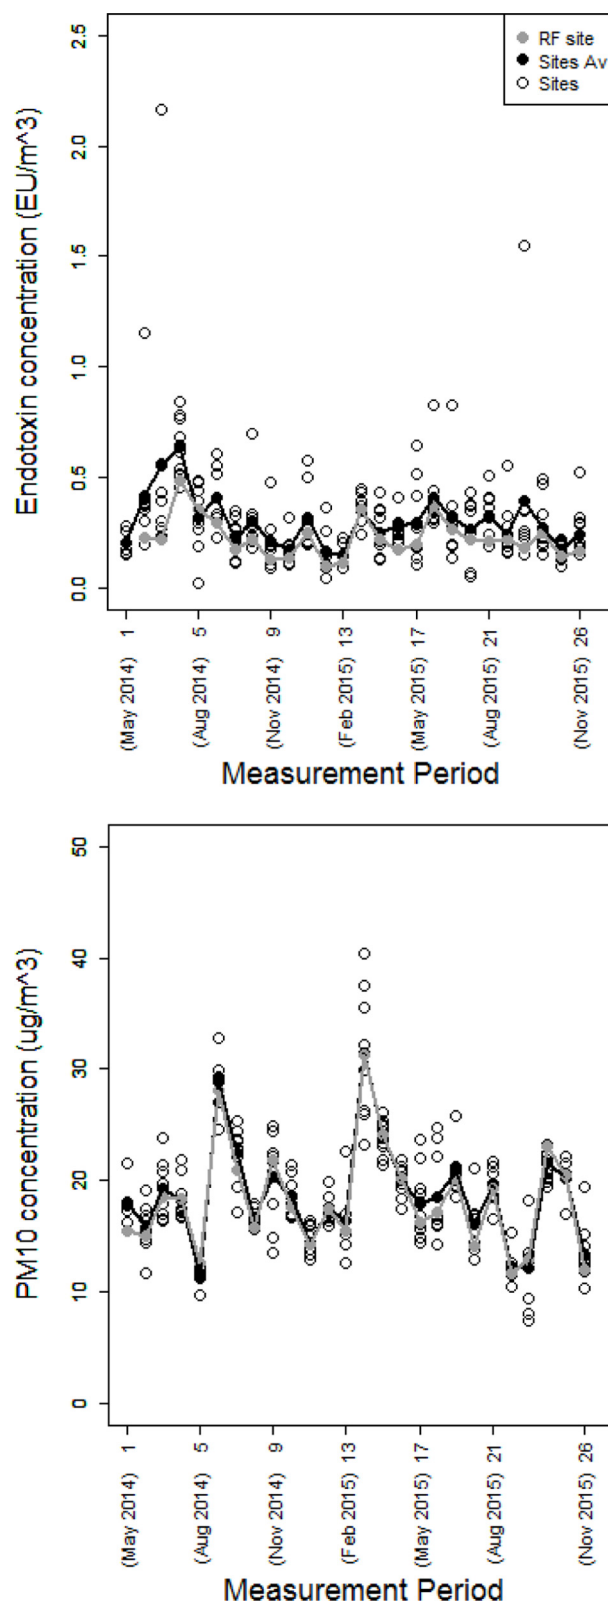 RF site
Sites Av
Sites
Endotoxin concentration (EU/m^3)
2.5
2.0
1.5
1.0
0.5
0.0
1
5
9
13
17
21
26
(May 2014)
(Aug 2014)
(Nov 2014)
(Feb 2015)
(May 2015)
(Aug 2015)
(Nov 2015)
Measurement Period
PM10 concentration (ug/m^3)
50
40
30
20
10
0
1
5
9
13
17
21
26
(May 2014)
(Aug 2014)
(Nov 2014)
(Feb 2015)
(May 2015)
(Aug 2015)
(Nov 2015)
Measurement Period